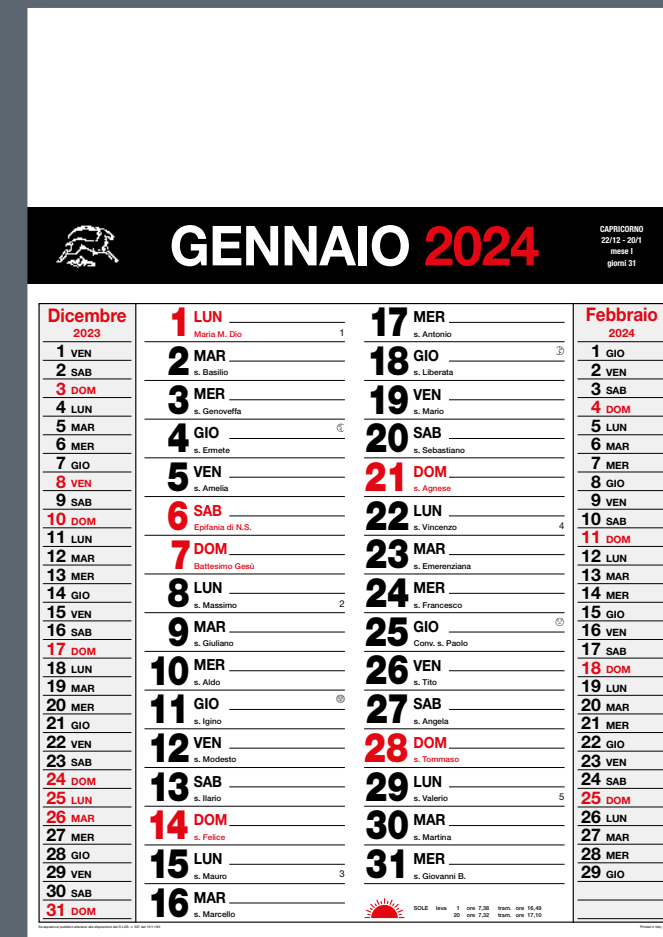 GENNAIO 2024
CAPRICORNO
22/12 - 20/1
mese I
giorni 31
Dicembre
2023
1 VEN
2 SAB
3 DOM
4 LUN
5 MAR
6 MER
7 GIO
8 VEN
9 SAB
10 DOM
11 LUN
12 MAR
13 MER
14 GIO
15 VEN
16 SAB
17 DOM
18 LUN
19 MAR
20 MER
21 GIO
22 VEN
23 SAB
24 DOM
25 LUN
26 MAR
27 MER
28 GIO
29 VEN
30 SAB
31 DOM
1 LUN
Maria M. Dio 1
2 MAR
s. Basilio
3 MER
s. Genoveffa
4 GIO
s. Ermete
5 VEN
s. Amelia
6 SAB
Epifania di N.S.
7 DOM
Battesimo Gesù
8 LUN
s. Massimo 2
9 MAR
s. Giuliano
10 MER
s. Aldo
11 GIO
s. Igino
12 VEN
s. Modesto
13 SAB
s. Ilario
14 DOM
s. Felice
15 LUN
s. Mauro 3
16 MAR
s. Marcello
17 MER
s. Antonio
18 GIO
s. Liberata
19 VEN
s. Mario
20 SAB
s. Sebastiano
21 DOM
s. Agnese
22 LUN
s. Vincenzo 4
23 MAR
s. Emerenziana
24 MER
s. Francesco
25 GIO
Conv. s. Paolo
26 VEN
s. Tito
27 SAB
s. Angela
28 DOM
s. Tommaso
29 LUN
s. Valerio 5
30 MAR
s. Martina
31 MER
s. Giovanni B.
SOLE leva 1 ore 7,38 tram. ore 16,49
20 ore 7,32 tram. ore 17,10
Febbraio
2024
1 GIO
2 VEN
3 SAB
4 DOM
5 LUN
6 MAR
7 MER
8 GIO
9 VEN
10 SAB
11 DOM
12 LUN
13 MAR
14 MER
15 GIO
16 VEN
17 SAB
18 DOM
19 LUN
20 MAR
21 MER
22 GIO
23 VEN
24 SAB
25 DOM
26 LUN
27 MAR
28 MER
29 GIO
Printed in Italy